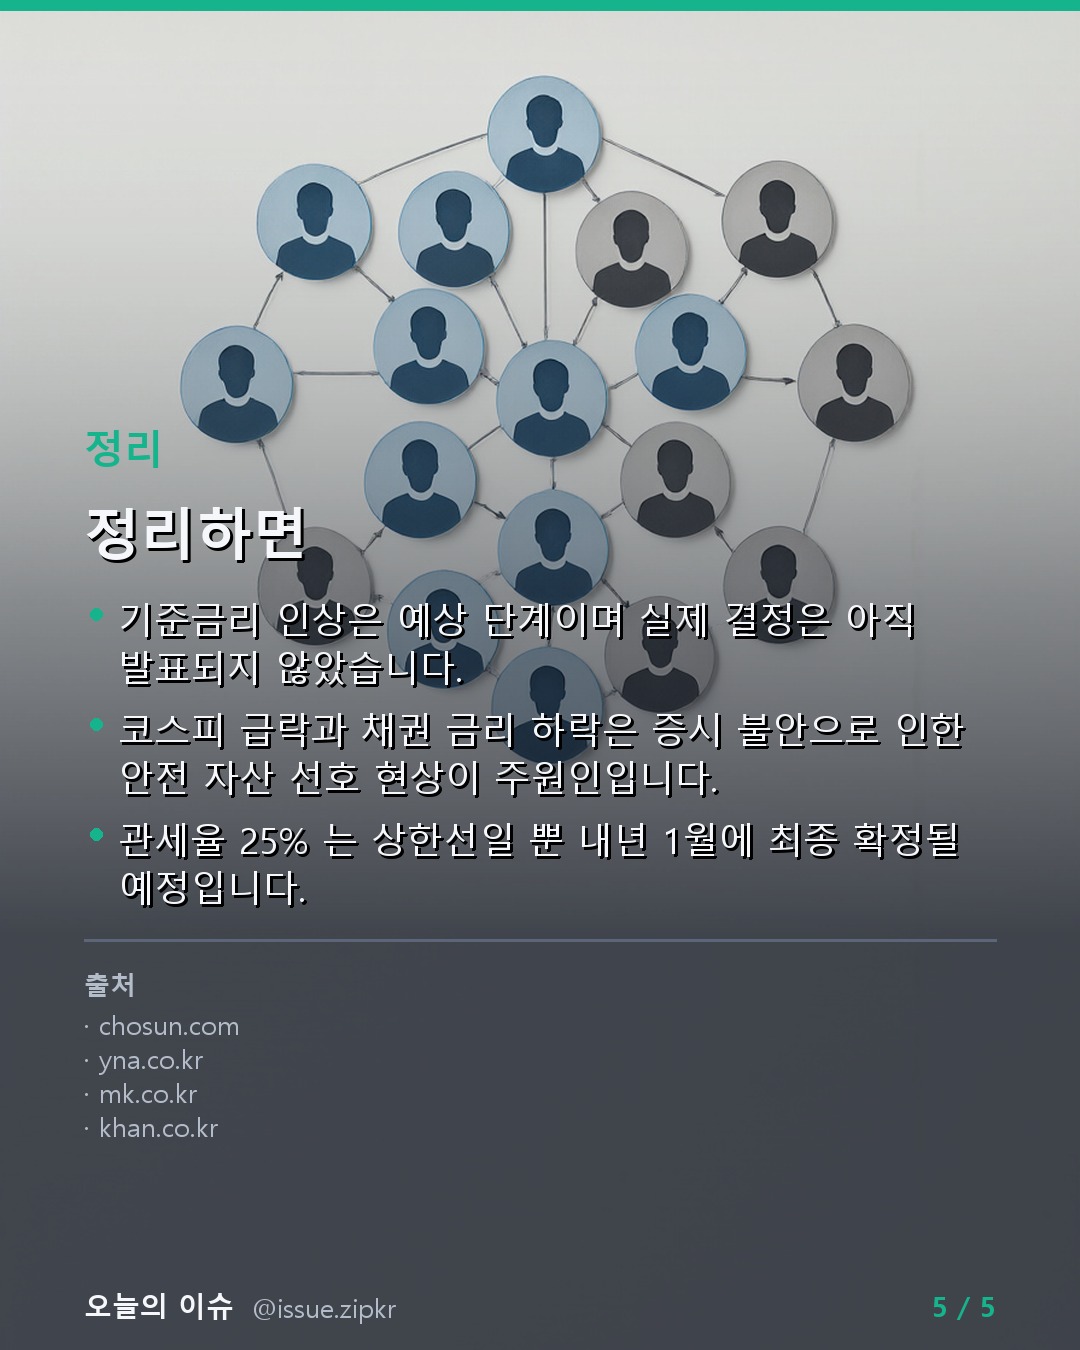 정리
정리하면
• 기준금리 인상은 예상 단계이며 실제 결정은 아직
발표되지 않았습니다.
• 코스피 급락과 채권 금리 하락은 증시 불안으로 인한
안전 자산 선호 현상이 주원인입니다.
• 관세율 25% 는 상한선일 뿐 내년 1월에 최종 확정될
예정입니다.
출처
· chosun.com
· yna.co.kr
· mk.co.kr
· khan.co.kr
오늘의 이슈 @issue.zipkr 5 / 5